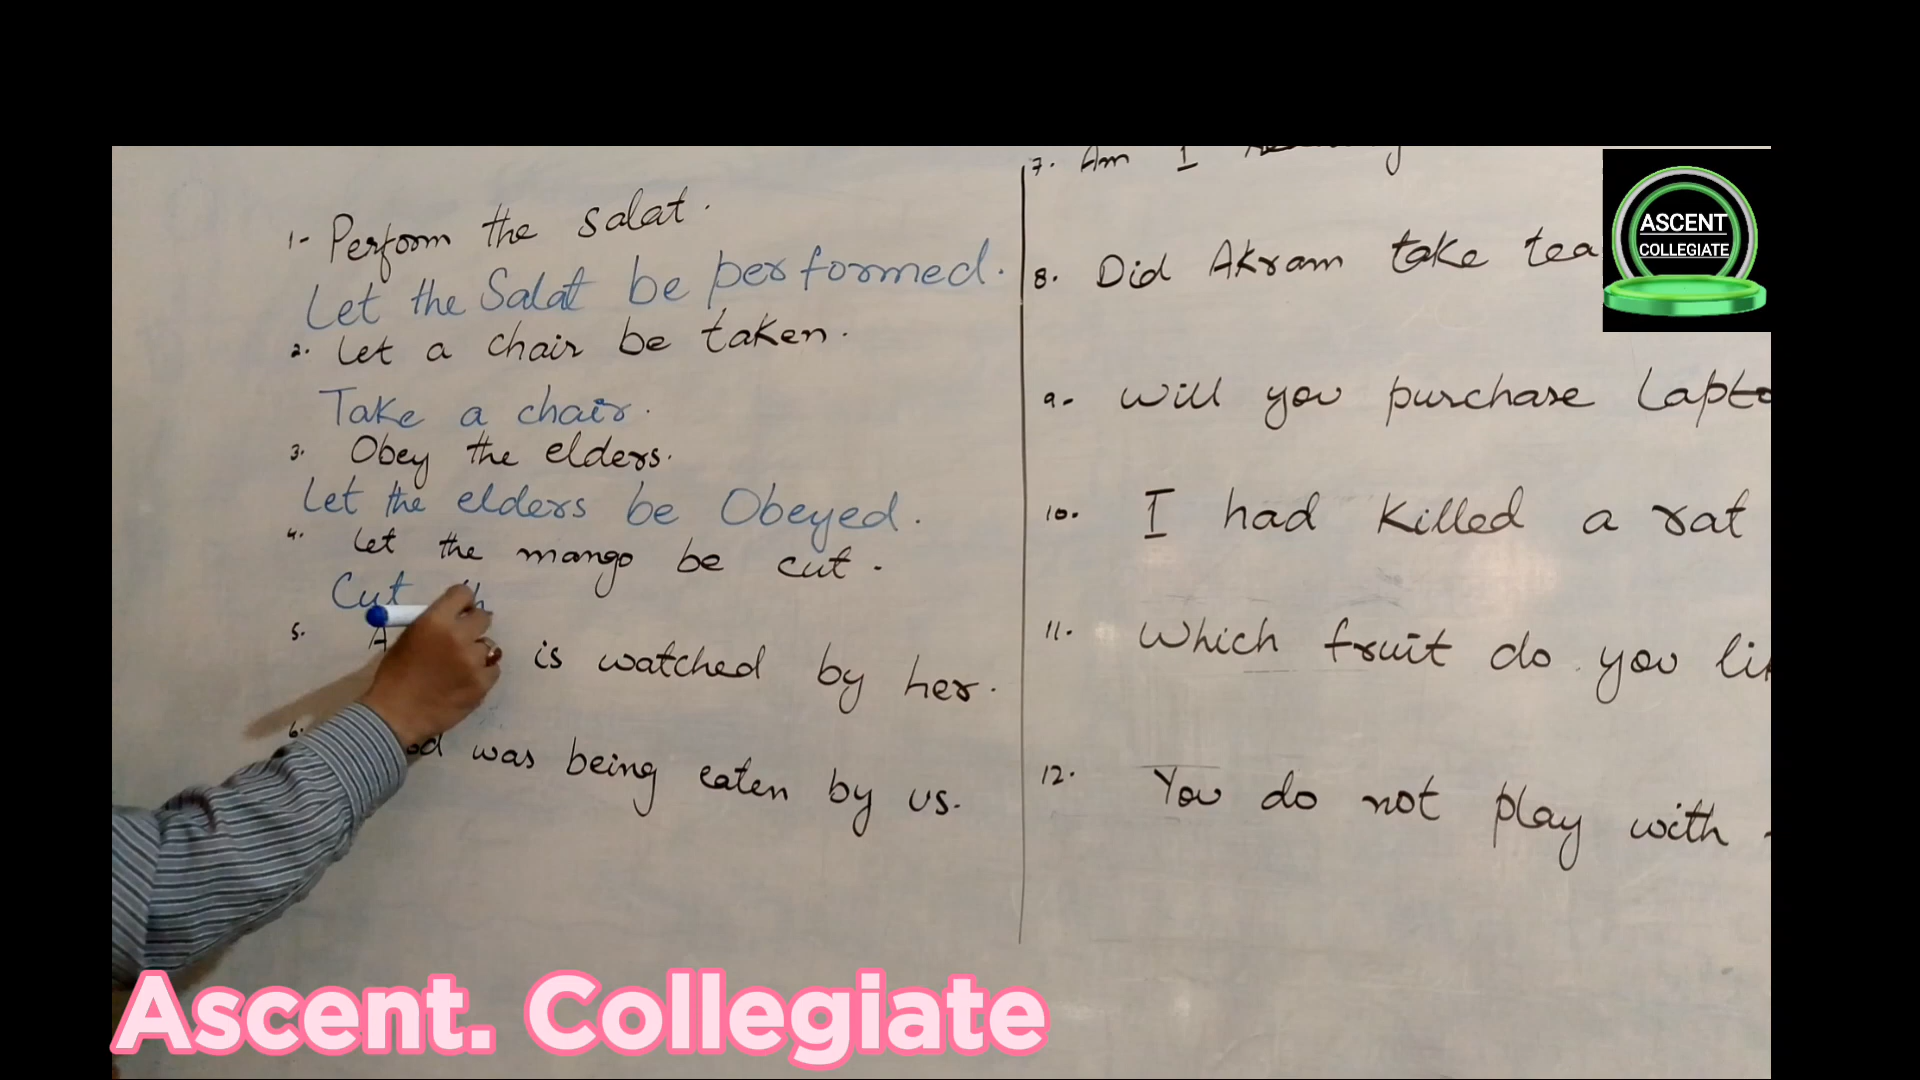 1- Perform the Salat.
Let the Salat be performed.
2. Let a chair be taken.
Take a chair.
3. Obey the elders.
Let the elders be Obeyed.
4. Let the mango be cut.
Cut
5. is watched by her.
6. was being eaten by us.
7. Am I
8. Did Akram take tea
9. Will you purchase
10. I had killed a rat
11. Which fruit do you
12. You do not play with
ASCENT
COLLEGIATE
Ascent. Collegiate